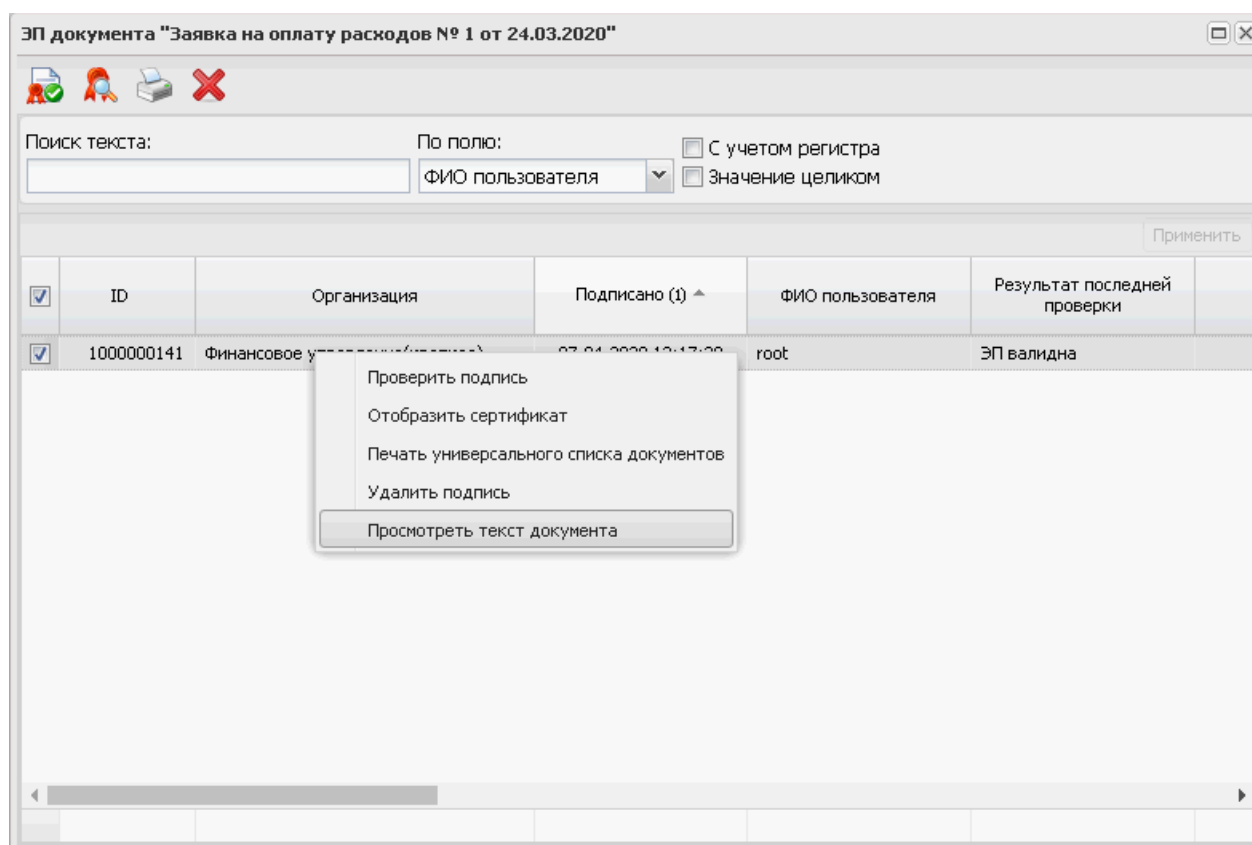 ЭП документа "Заявка на оплату расходов № 1 от 24.03.2020"
Поиск текста:
По полю:
С учетом регистра
ФИО пользователя
Значение целиком
Применить
ID
Организация
Подписано (1)
ФИО пользователя
Результат последней
проверки
1000000141
Финансовое
root
ЭП валидна
Проверить подпись
Отобразить сертификат
Печать универсального списка документов
Удалить подпись
Просмотреть текст документа